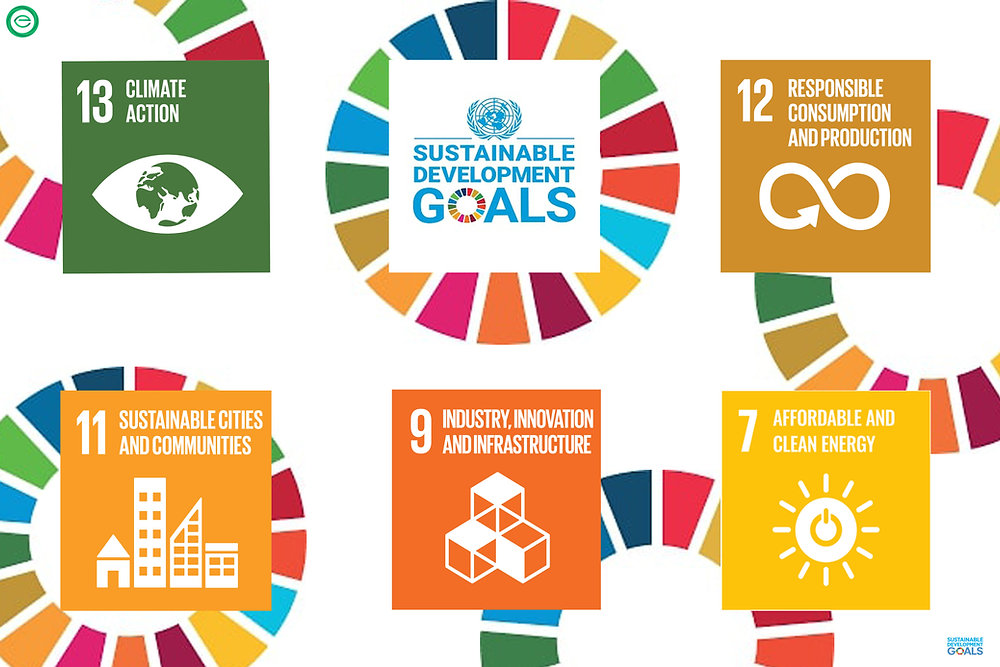 13 CLIMATE
ACTION
SUSTAINABLE
DEVELOPMENT
GOALS
12 RESPONSIBLE
CONSUMPTION
AND PRODUCTION
11 SUSTAINABLE CITIES
AND COMMUNITIES
9 INDUSTRY, INNOVATION
AND INFRASTRUCTURE
7 AFFORDABLE AND
CLEAN ENERGY
SUSTAINABLE
DEVELOPMENT
GOALS